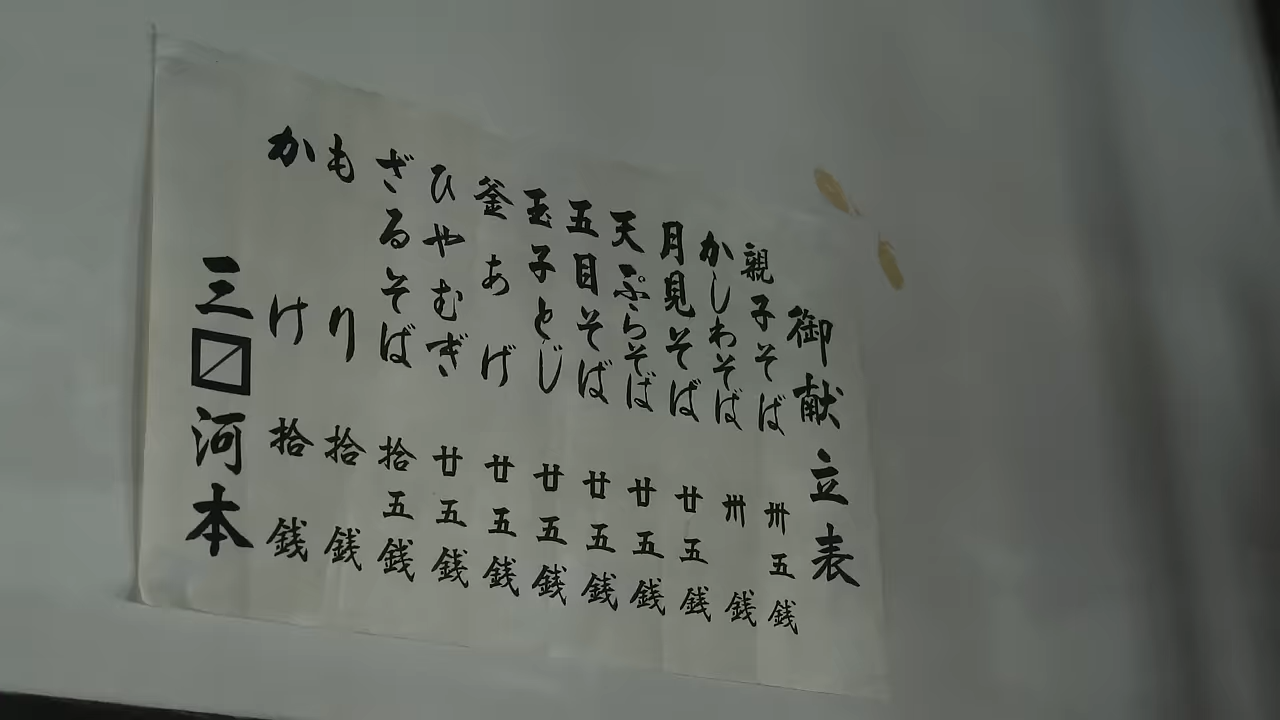 御献立表
親子そば 卅五銭
かしわそば 卅銭
月見そば 廿五銭
天ぷらそば 廿五銭
五目そば 廿五銭
玉子とじ 廿五銭
釜あげ 廿五銭
ひやむぎ 廿五銭
ざるそば 拾五銭
もり 拾銭
かけ 拾銭
三〼河本